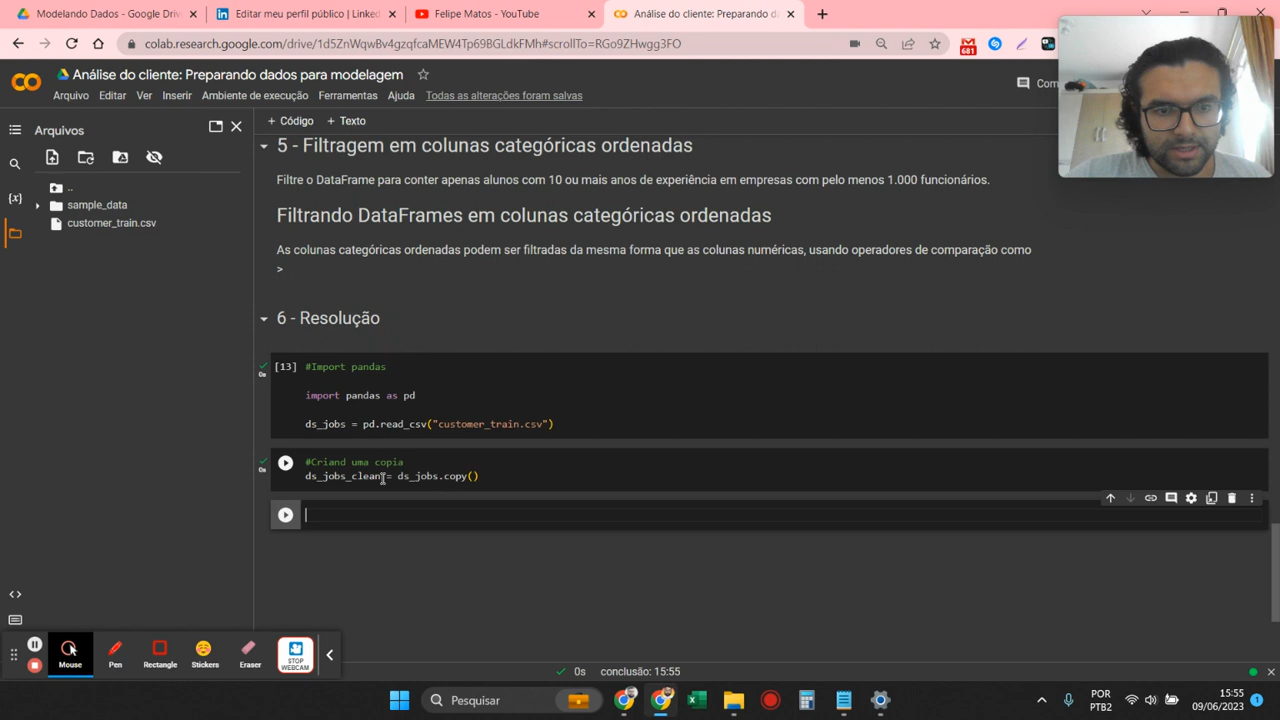 Modelando Dados - Google Driv
Editar meu perfil público | Linked
Felipe Matos - YouTube
Análise do cliente: Preparando d
colab.research.google.com/drive/1d5ZnWqwBv4gzqfcaMEW4Tp69BGLdkFMh#scrollTo=RGo9ZHwgg3FO
681
Análise do cliente: Preparando dados para modelagem
Arquivo Editar Ver Inserir Ambiente de execução Ferramentas Ajuda Todas as alterações foram salvas
Com
Arquivos
+ Código + Texto
..
sample_data
customer_train.csv
5 - Filtragem em colunas categóricas ordenadas
Filtre o DataFrame para conter apenas alunos com 10 ou mais anos de experiência em empresas com pelo menos 1.000 funcionários.
Filtrando DataFrames em colunas categóricas ordenadas
As colunas categóricas ordenadas podem ser filtradas da mesma forma que as colunas numéricas, usando operadores de comparação como
>
6 - Resolução
[13] #Import pandas
0s
import pandas as pd
ds_jobs = pd.read_csv("customer_train.csv")
#Criand uma copia
0s
ds_jobs_clean = ds_jobs.copy()
Mouse
Pen
Rectangle
Stickers
Eraser
STOP
WEBCAM
0s conclusão: 15:55
Pesquisar
POR
PTB2
15:55
09/06/2023
1